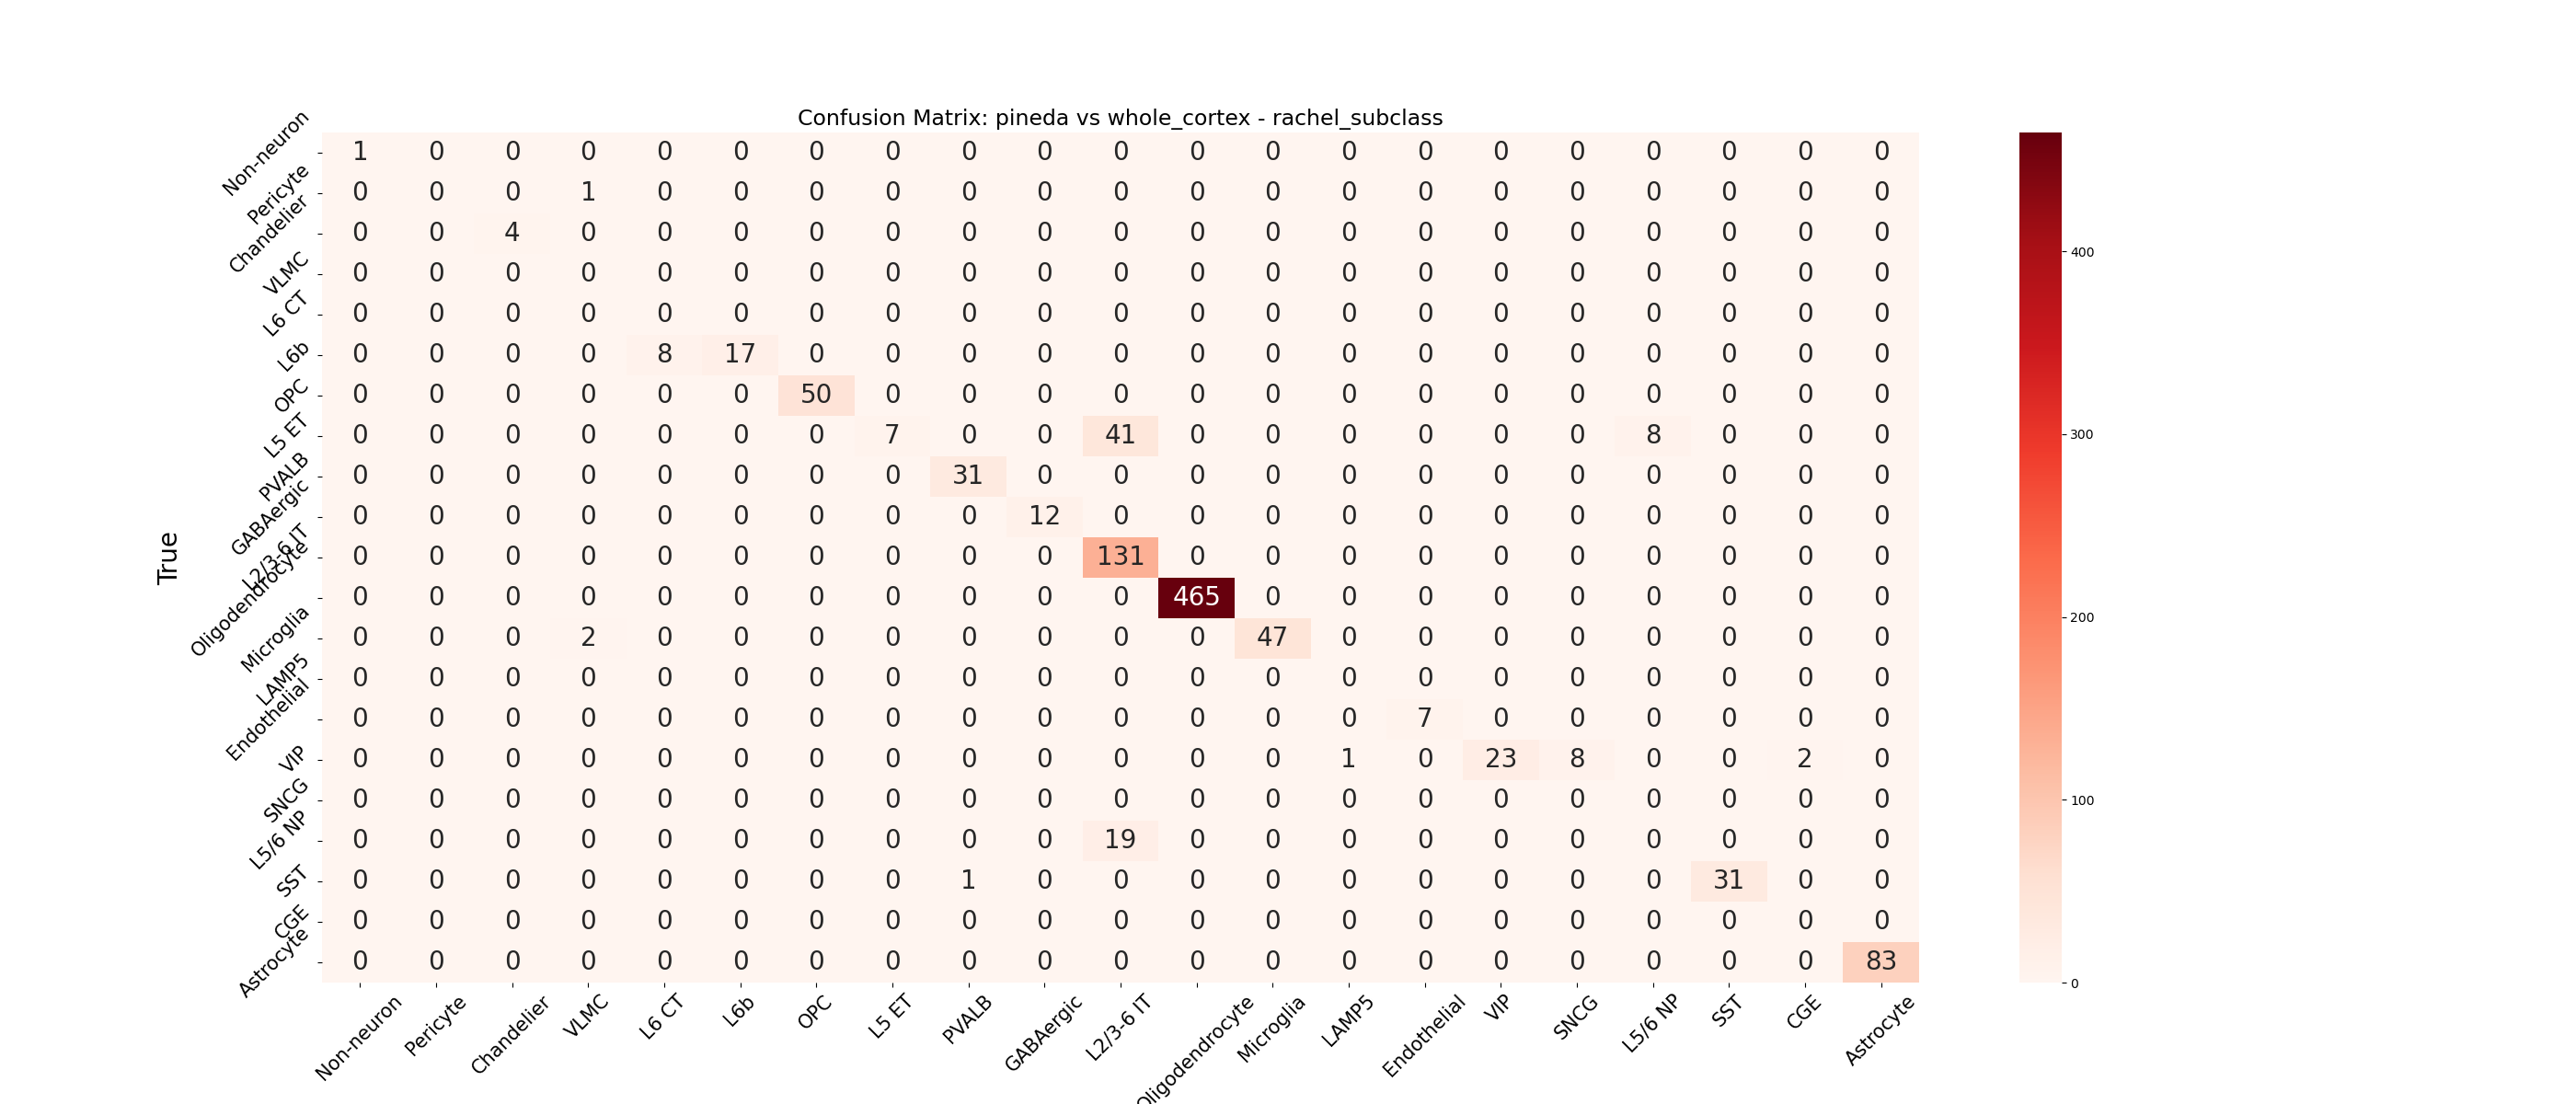 Confusion Matrix: pineda vs whole_cortex - rachel_subclass
True
Non-neuron 1 0 0 0 0 0 0 0 0 0 0 0 0 0 0 0 0 0 0 0 0
Pericyte 0 0 0 1 0 0 0 0 0 0 0 0 0 0 0 0 0 0 0 0 0
Chandelier 0 0 4 0 0 0 0 0 0 0 0 0 0 0 0 0 0 0 0 0 0
VLMC 0 0 0 0 0 0 0 0 0 0 0 0 0 0 0 0 0 0 0 0 0
L6 CT 0 0 0 0 0 0 0 0 0 0 0 0 0 0 0 0 0 0 0 0 0
L6b 0 0 0 0 8 17 0 0 0 0 0 0 0 0 0 0 0 0 0 0 0
OPC 0 0 0 0 0 0 50 0 0 0 0 0 0 0 0 0 0 0 0 0 0
L5 ET 0 0 0 0 0 0 0 7 0 0 41 0 0 0 0 0 0 8 0 0 0
PVALB 0 0 0 0 0 0 0 0 31 0 0 0 0 0 0 0 0 0 0 0 0
GABAergic 0 0 0 0 0 0 0 0 0 12 0 0 0 0 0 0 0 0 0 0 0
L2/3-6 IT 0 0 0 0 0 0 0 0 0 0 131 0 0 0 0 0 0 0 0 0 0
Oligodendrocyte 0 0 0 0 0 0 0 0 0 0 0 465 0 0 0 0 0 0 0 0 0
Microglia 0 0 0 2 0 0 0 0 0 0 0 0 47 0 0 0 0 0 0 0 0
LAMP5 0 0 0 0 0 0 0 0 0 0 0 0 0 0 0 0 0 0 0 0 0
Endothelial 0 0 0 0 0 0 0 0 0 0 0 0 0 0 7 0 0 0 0 0 0
VIP 0 0 0 0 0 0 0 0 0 0 0 0 0 1 0 23 8 0 0 2 0
SNCG 0 0 0 0 0 0 0 0 0 0 0 0 0 0 0 0 0 0 0 0 0
L5/6 NP 0 0 0 0 0 0 0 0 0 0 19 0 0 0 0 0 0 0 0 0 0
SST 0 0 0 0 0 0 0 0 1 0 0 0 0 0 0 0 0 0 31 0 0
CGE 0 0 0 0 0 0 0 0 0 0 0 0 0 0 0 0 0 0 0 0 0
Astrocyte 0 0 0 0 0 0 0 0 0 0 0 0 0 0 0 0 0 0 0 0 83
Non-neuron Pericyte Chandelier VLMC L6 CT L6b OPC L5 ET PVALB GABAergic L2/3-6 IT Oligodendrocyte Microglia LAMP5 Endothelial VIP SNCG L5/6 NP SST CGE Astrocyte
400
300
200
100
0